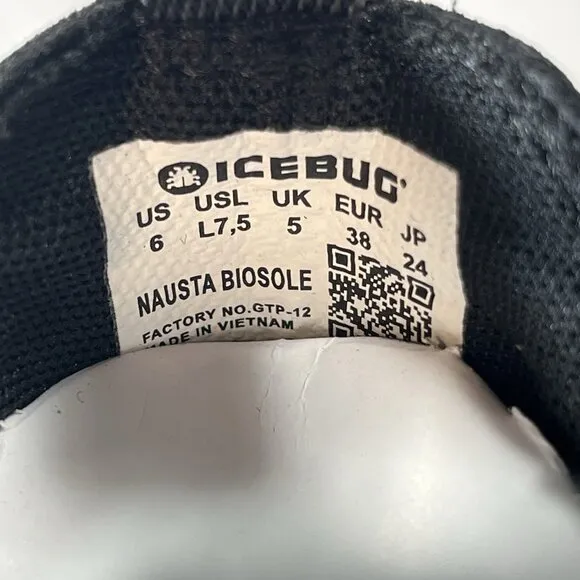 ICEBUG
US USL UK EUR JP
6 L7,5 5 38 24
NAUSTA BIOSOLE
FACTORY NO.GTP-12
MADE IN VIETNAM